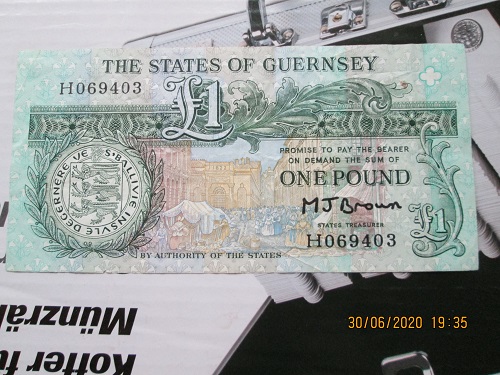 THE STATES OF GUERNSEY
H069403
£1
PROMISE TO PAY THE BEARER
ON DEMAND THE SUM OF
ONE POUND
MJ Brown
STATES TREASURER
H069403
£1
S·BALLIVIE INSVLE DEGERNEREVE
BY AUTHORITY OF THE STATES
30/06/2020 19:35
Koffer fü
Münzräh